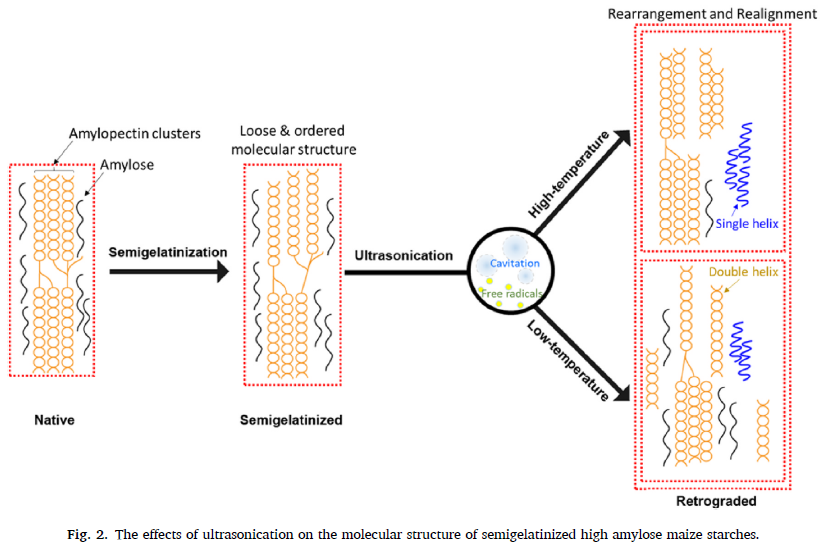 Rearrangement and Realignment
Amylopectin clusters
Amylose
Loose & ordered
molecular structure
Semigelatinization
Ultrasonication
Cavitation
Free radicals
High-temperature
Low-temperature
Single helix
Double helix
Native
Semigelatinized
Retrograded
Fig. 2. The effects of ultrasonication on the molecular structure of semigelatinized high amylose maize starches.